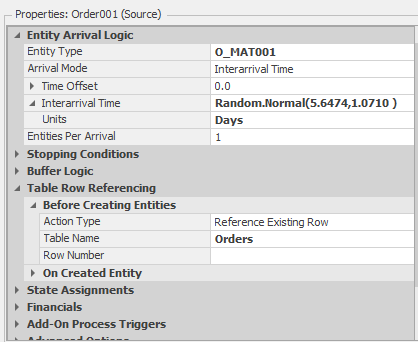 Properties: Order001 (Source)
Entity Arrival Logic
Entity Type O_MAT001
Arrival Mode Interarrival Time
Time Offset 0.0
Interarrival Time Random.Normal(5.6474,1.0710 )
Units Days
Entities Per Arrival 1
Stopping Conditions
Buffer Logic
Table Row Referencing
Before Creating Entities
Action Type Reference Existing Row
Table Name Orders
Row Number
On Created Entity
State Assignments
Financials
Add-On Process Triggers
Advanced Options